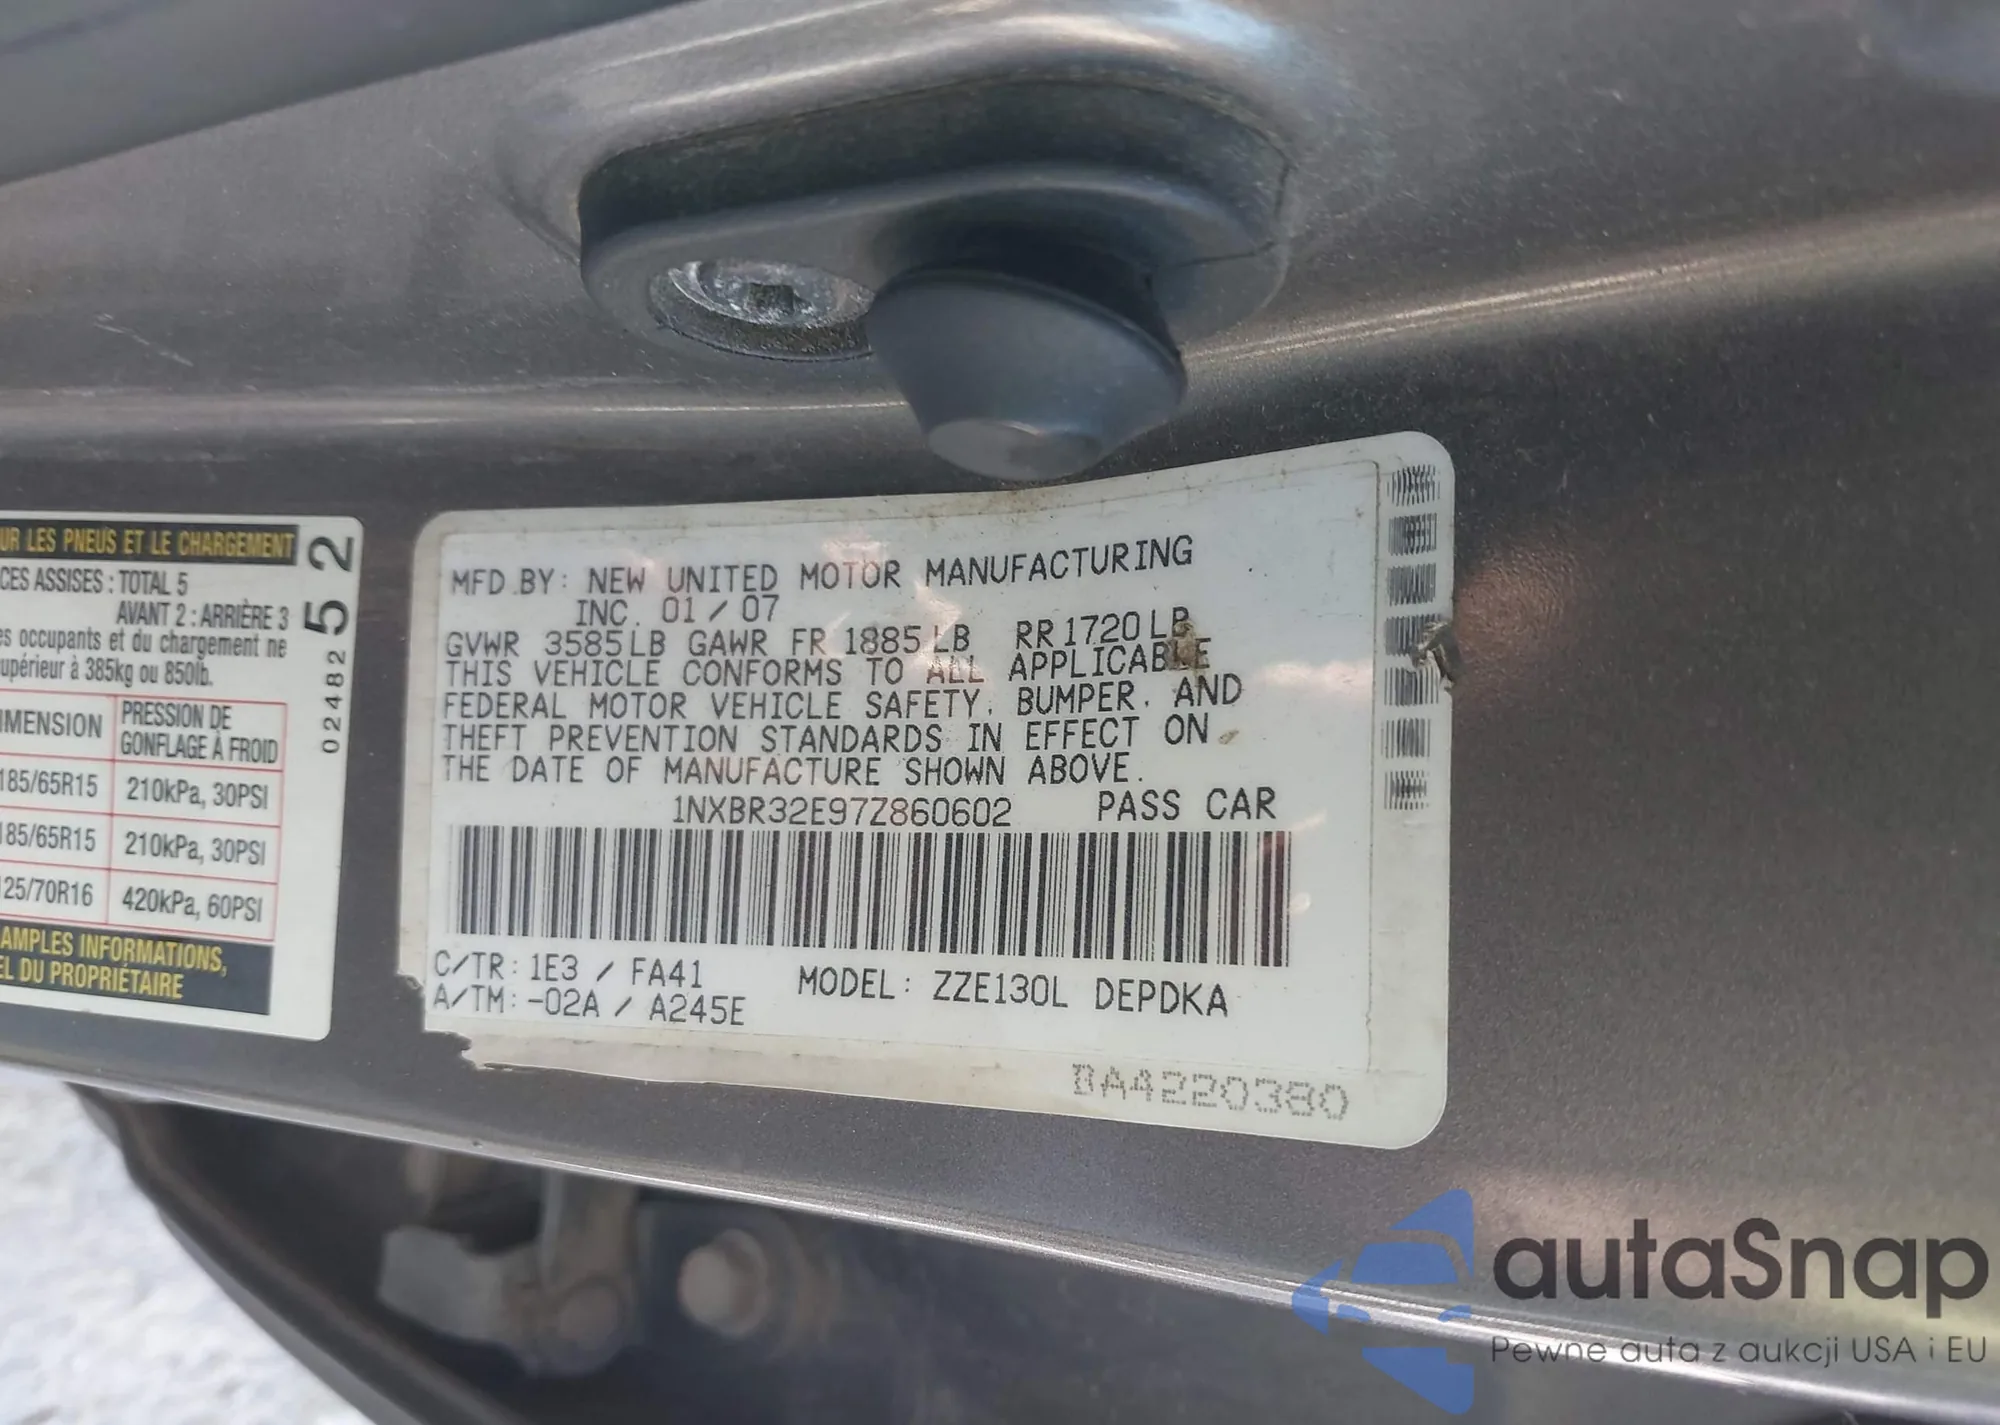 UR LES PNEUS ET LE CHARGEMENT
CES ASSISES : TOTAL 5
AVANT 2 : ARRIÈRE 3
es occupants et du chargement ne
upérieur à 385kg ou 850lb.
IMENSION PRESSION DE GONFLAGE À FROID
185/65R15 210kPa, 30PSI
185/65R15 210kPa, 30PSI
25/70R16 420kPa, 60PSI
AMPLES INFORMATIONS,
EL DU PROPRIÉTAIRE
02482 52
MFD.BY: NEW UNITED MOTOR MANUFACTURING
INC. 01 / 07
GVWR 3585LB GAWR FR 1885LB RR1720LB
THIS VEHICLE CONFORMS TO ALL APPLICABLE
FEDERAL MOTOR VEHICLE SAFETY, BUMPER, AND
THEFT PREVENTION STANDARDS IN EFFECT ON
THE DATE OF MANUFACTURE SHOWN ABOVE.
1NXBR32E97Z860602 PASS CAR
C/TR: 1E3 / FA41
A/TM: -02A / A245E
MODEL: ZZE130L DEPDKA
BA4220380
autaSnap
Pewne auta z aukcji USA i EU